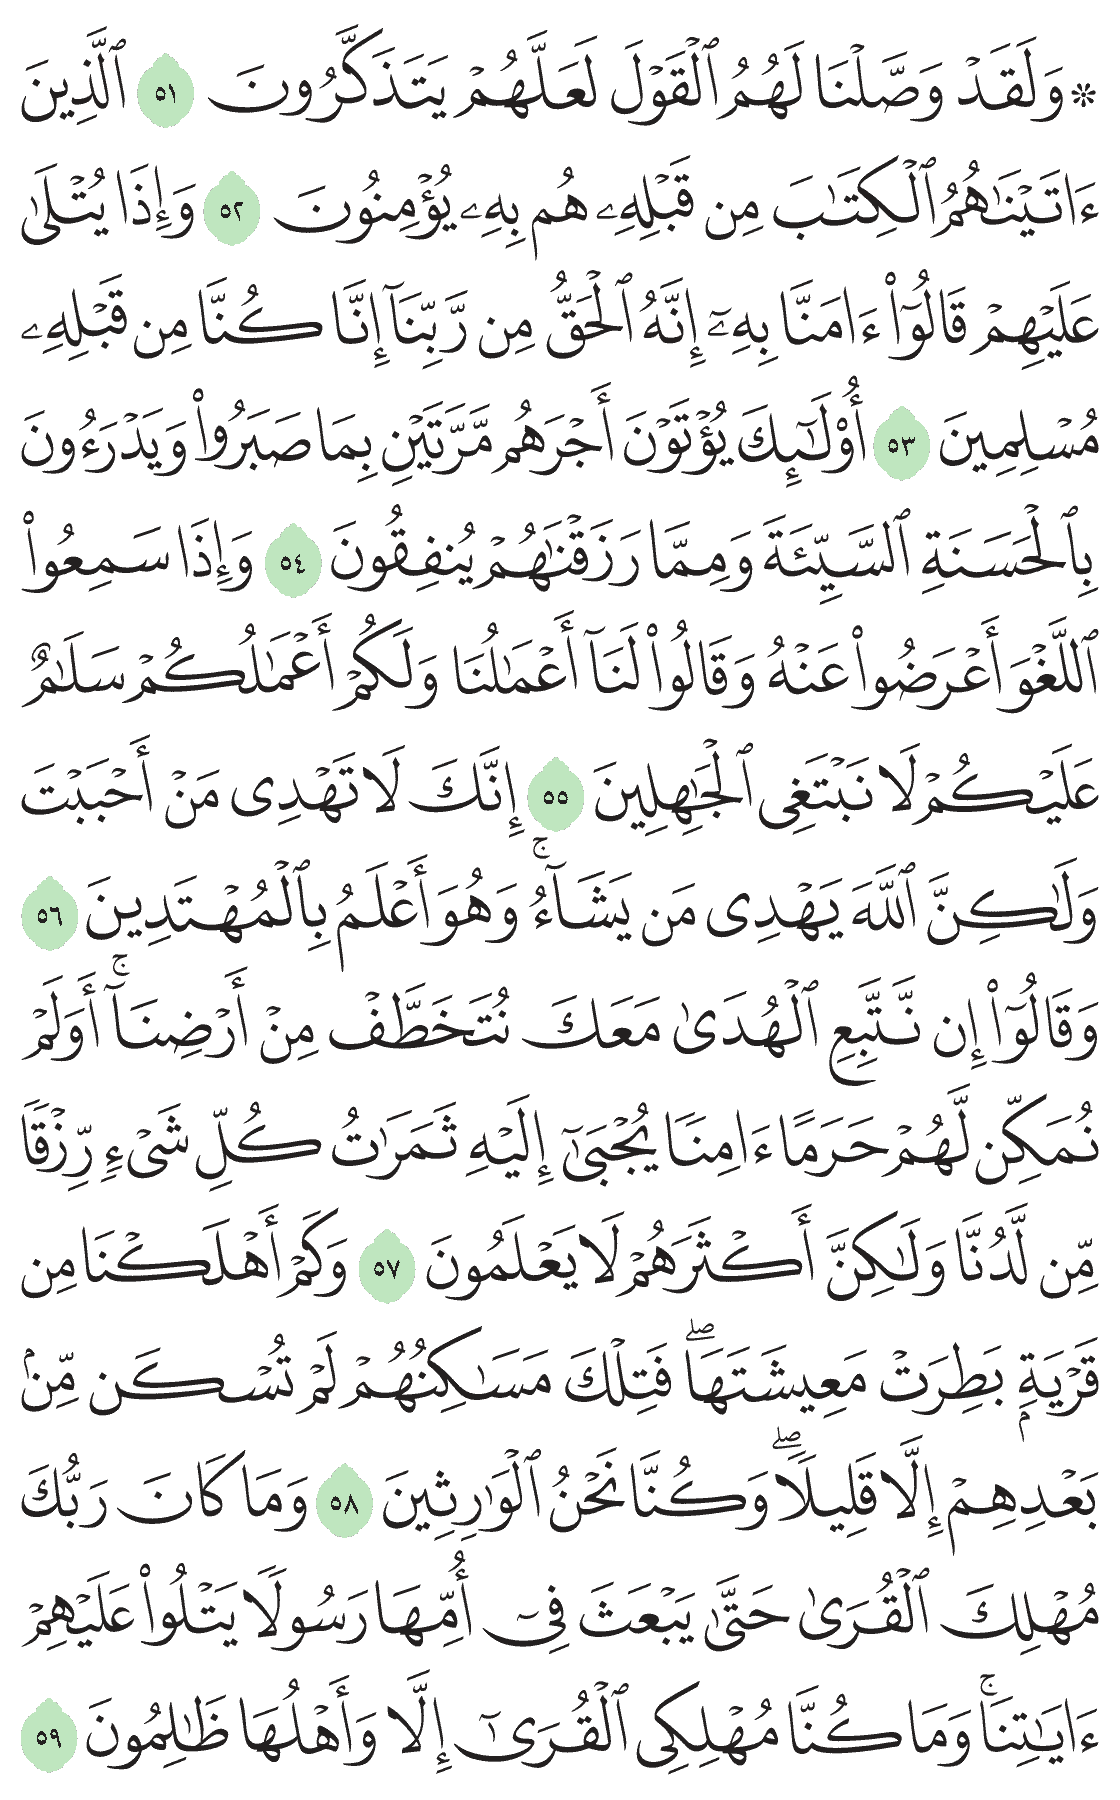 * وَلَقَدۡ وَصَّلۡنَا لَهُمُ ٱلۡقَوۡلَ لَعَلَّهُمۡ يَتَذَكَّرُونَ ٥١ ٱلَّذِينَ
ءَاتَيۡنَٰهُمُ ٱلۡكِتَٰبَ مِن قَبۡلِهِۦ هُم بِهِۦ يُؤۡمِنُونَ ٥٢ وَإِذَا يُتۡلَىٰ
عَلَيۡهِمۡ قَالُوٓاْ ءَامَنَّا بِهِۦٓ إِنَّهُ ٱلۡحَقُّ مِن رَّبِّنَآ إِنَّا كُنَّا مِن قَبۡلِهِۦ
مُسۡلِمِينَ ٥٣ أُوْلَٰٓئِكَ يُؤۡتَوۡنَ أَجۡرَهُم مَّرَّتَيۡنِ بِمَا صَبَرُواْ وَيَدۡرَءُونَ
بِٱلۡحَسَنَةِ ٱلسَّيِّئَةَ وَمِمَّا رَزَقۡنَٰهُمۡ يُنفِقُونَ ٥٤ وَإِذَا سَمِعُواْ
ٱللَّغۡوَ أَعۡرَضُواْ عَنۡهُ وَقَالُواْ لَنَآ أَعۡمَٰلُنَا وَلَكُمۡ أَعۡمَٰلُكُمۡ سَلَٰمٌ
عَلَيۡكُمۡ لَا نَبۡتَغِي ٱلۡجَٰهِلِينَ ٥٥ إِنَّكَ لَا تَهۡدِي مَنۡ أَحۡبَبۡتَ
وَلَٰكِنَّ ٱللَّهَ يَهۡدِي مَن يَشَآءُۚ وَهُوَ أَعۡلَمُ بِٱلۡمُهۡتَدِينَ ٥٦
وَقَالُوٓاْ إِن نَّتَّبِعِ ٱلۡهُدَىٰ مَعَكَ نُتَخَطَّفۡ مِنۡ أَرۡضِنَآۚ أَوَلَمۡ
نُمَكِّن لَّهُمۡ حَرَمًا ءَامِنٗا يُجۡبَىٰٓ إِلَيۡهِ ثَمَرَٰتُ كُلِّ شَيۡءٖ رِّزۡقٗا
مِّن لَّدُنَّا وَلَٰكِنَّ أَكۡثَرَهُمۡ لَا يَعۡلَمُونَ ٥٧ وَكَمۡ أَهۡلَكۡنَا مِن
قَرۡيَةِۭ بَطِرَتۡ مَعِيشَتَهَاۖ فَتِلۡكَ مَسَٰكِنُهُمۡ لَمۡ تُسۡكَن مِّنۢ
بَعۡدِهِمۡ إِلَّا قَلِيلٗاۖ وَكُنَّا نَحۡنُ ٱلۡوَٰرِثِينَ ٥٨ وَمَا كَانَ رَبُّكَ
مُهۡلِكَ ٱلۡقُرَىٰ حَتَّىٰ يَبۡعَثَ فِيٓ أُمِّهَا رَسُولٗا يَتۡلُواْ عَلَيۡهِمۡ
ءَايَٰتِنَاۚ وَمَا كُنَّا مُهۡلِكِي ٱلۡقُرَىٰٓ إِلَّا وَأَهۡلُهَا ظَٰلِمُونَ ٥٩